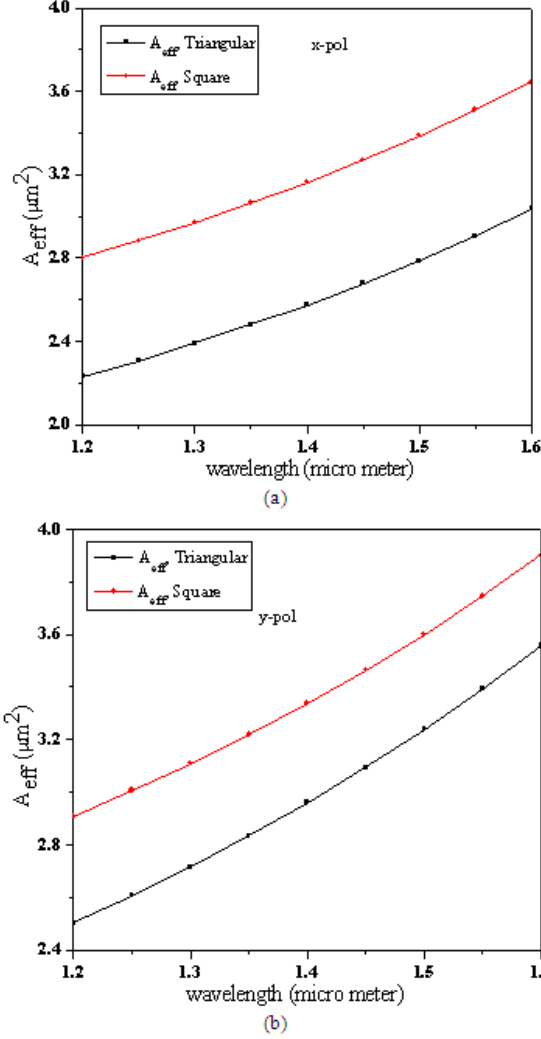 4.0
A_eff, Triangular
x-pol
A_eff, Square
3.6
3.2
2.8
2.4
2.0
A_eff (μm²)
1.2 1.3 1.4 1.5 1.6
wavelength (micro meter)
(a)
4.0
A_eff, Triangular
A_eff, Square
y-pol
3.6
3.2
2.8
2.4
A_eff (μm²)
1.2 1.3 1.4 1.5 1.
wavelength (micro meter)
(b)